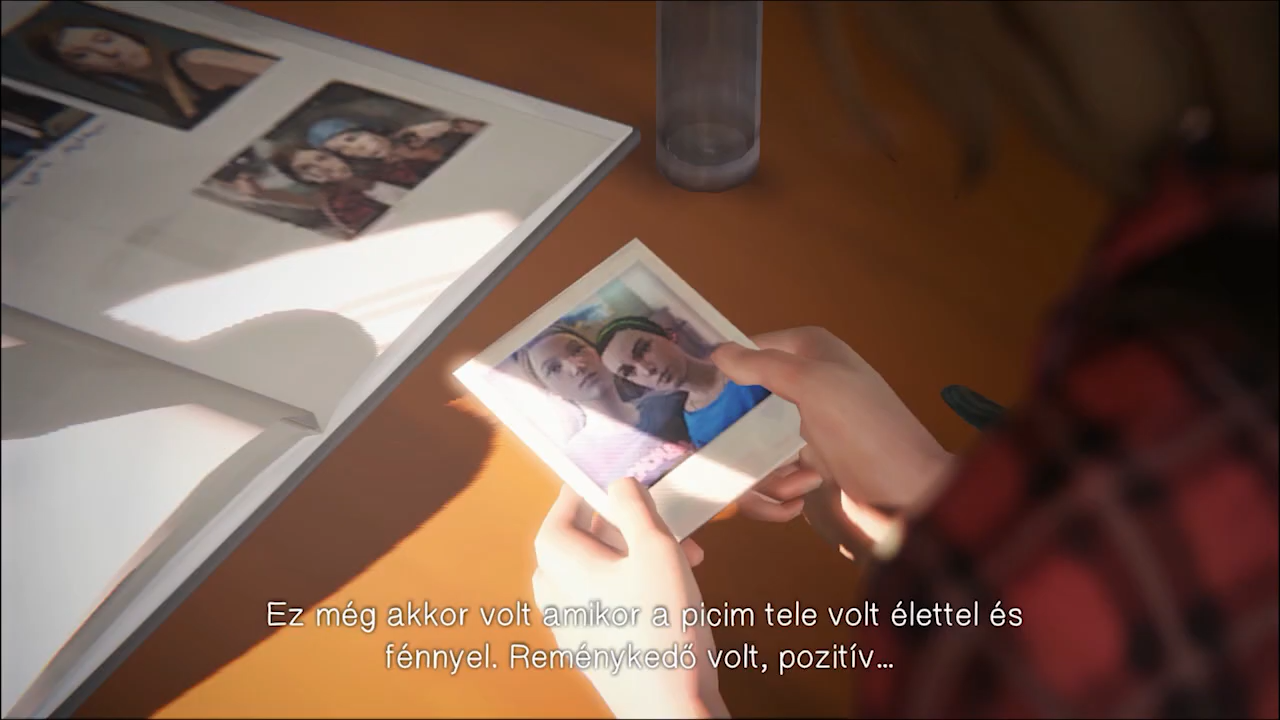 Ez még akkor volt amikor a picim tele volt élettel és
fénnyel. Reménykedő volt, pozitív...